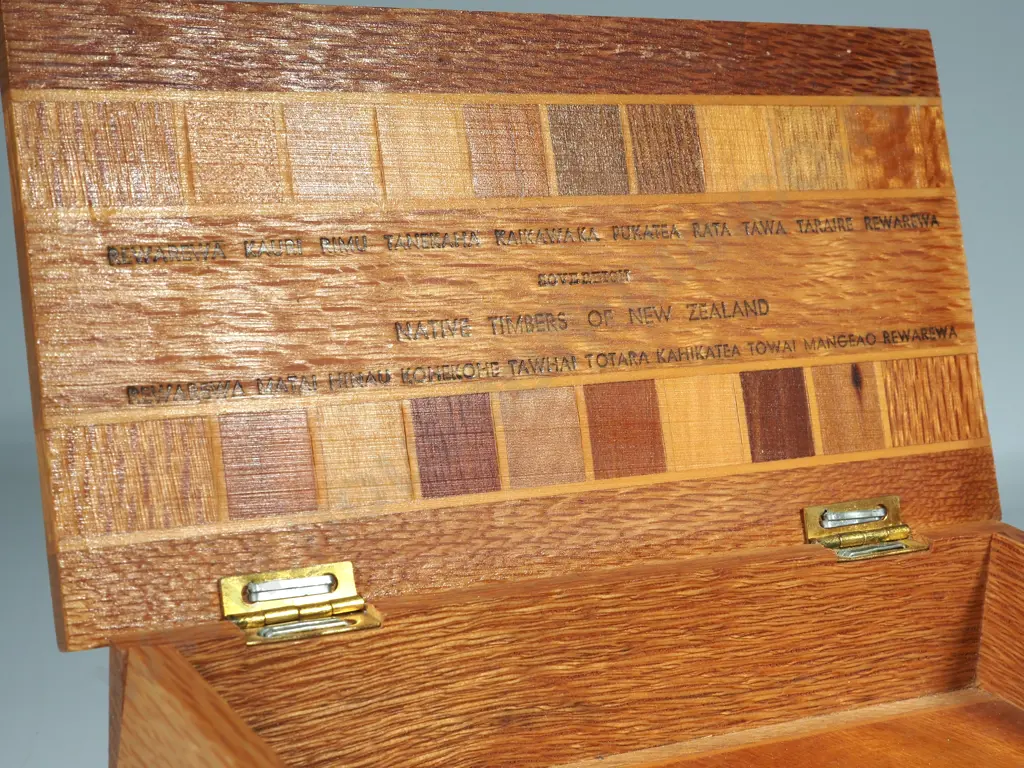 REWAREWA KAURI RIMU TANEKAHA KAIKAWAKA PUKATEA RATA TAWA TARAIRE REWAREWA
SOVEREIGN
NATIVE TIMBERS OF NEW ZEALAND
REWAREWA MATAI HINAU KOHEKOHE TAWHAI TOTARA KAHIKATEA TOWAI MANGEAO REWAREWA